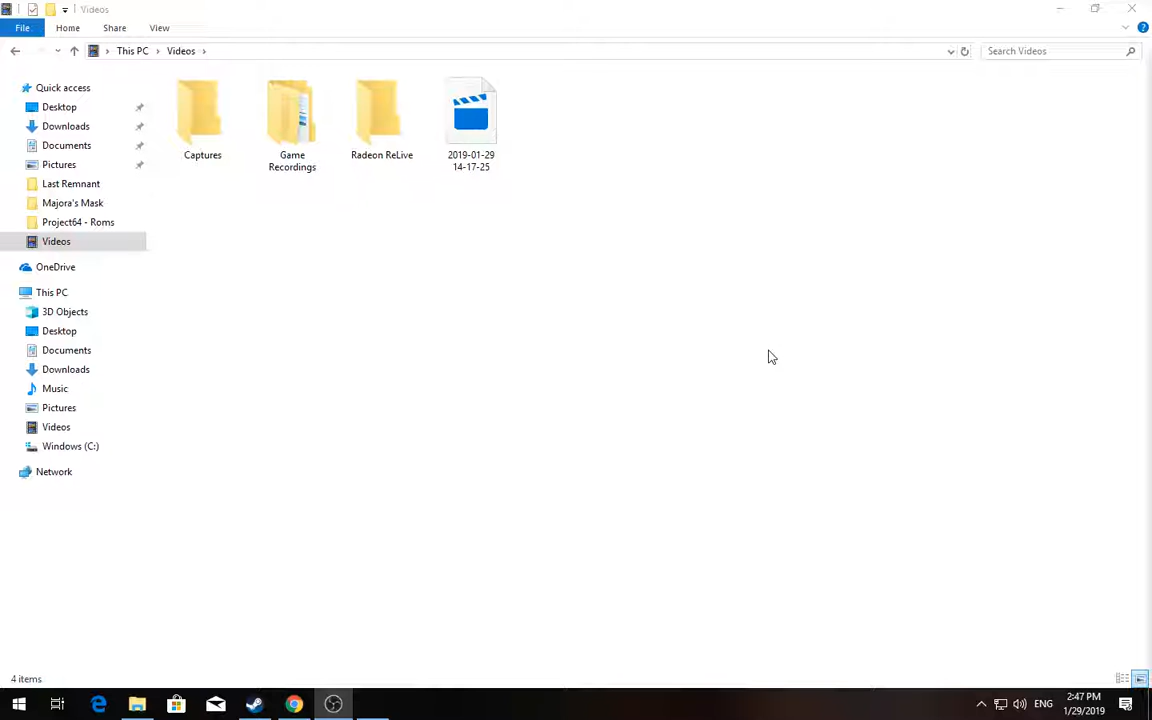 Videos
File Home Share View
This PC Videos Search Videos
Quick access
Desktop
Downloads
Documents
Pictures
Last Remnant
Majora's Mask
Project64 - Roms
Videos
OneDrive
This PC
3D Objects
Desktop
Documents
Downloads
Music
Pictures
Videos
Windows (C:)
Network
Captures
Game
Recordings
Radeon ReLive
2019-01-29
14-17-25
4 items
ENG
2:47 PM
1/29/2019